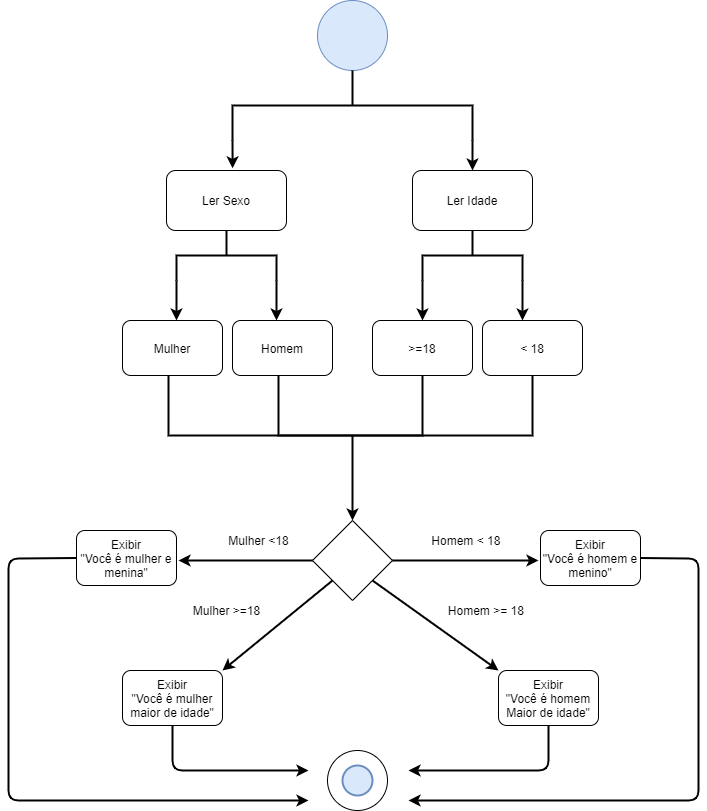 Ler Sexo
Ler Idade
Mulher
Homem
>=18
< 18
Mulher <18
Homem < 18
Exibir
"Você é mulher e
menina"
Exibir
"Você é homem e
menino"
Mulher >=18
Homem >= 18
Exibir
"Você é mulher
maior de idade"
Exibir
"Você é homem
Maior de idade"